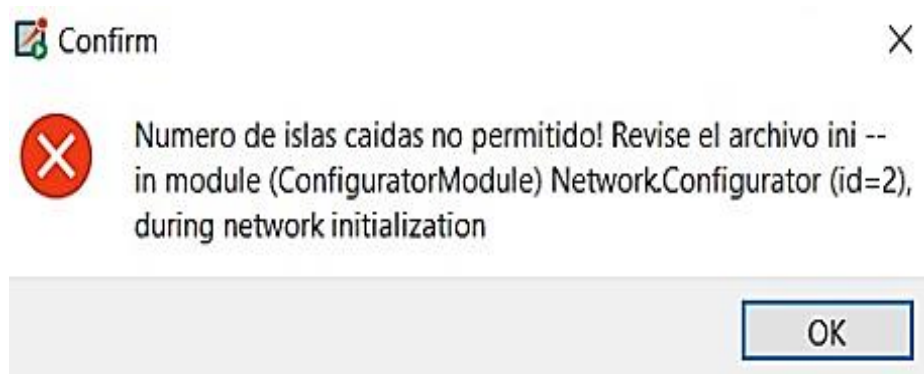 Confirm
Numero de islas caidas no permitido! Revise el archivo ini --
in module (ConfiguratorModule) Network.Configurator (id=2),
during network initialization
OK